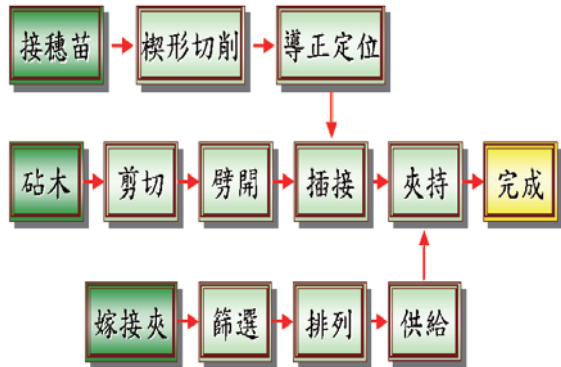 接穗苗 楔形切削 導正定位
砧木 剪切 劈開 插接 夾持 完成
嫁接夾 篩選 排列 供給